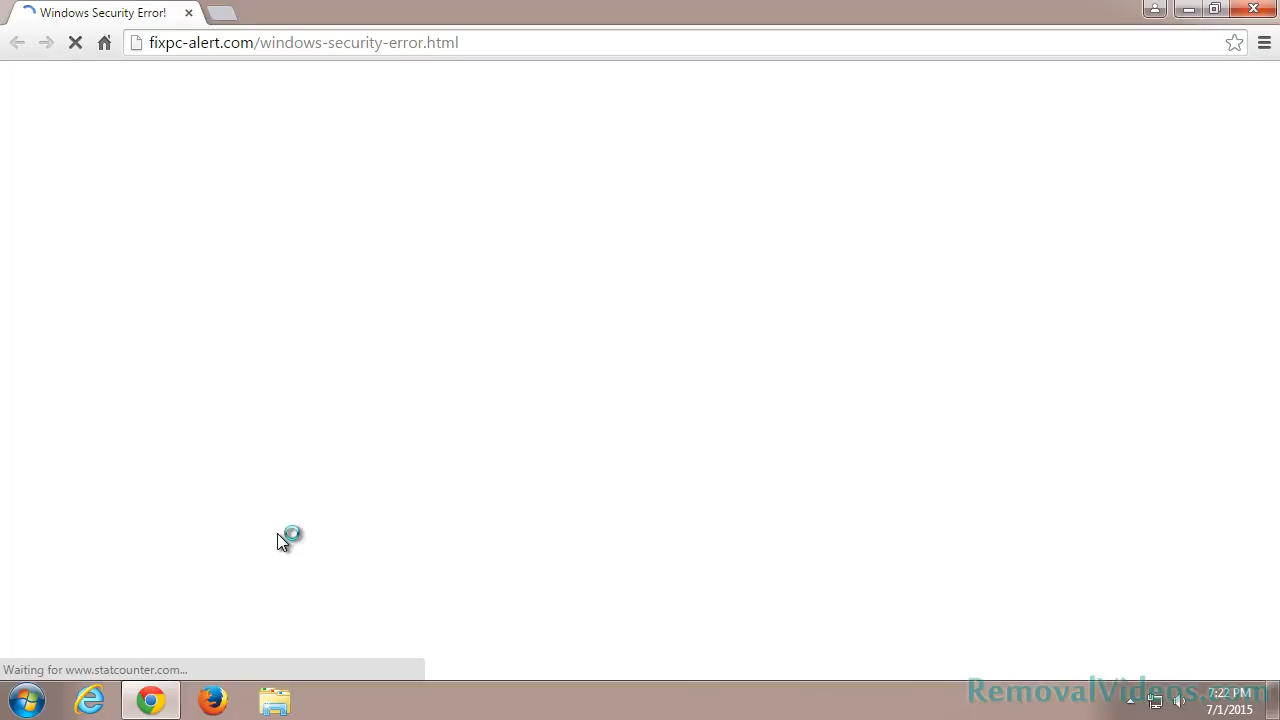 Windows Security Error!
fixpc-alert.com/windows-security-error.html
Waiting for www.statcounter.com...
RemovalVideos.com
7:22 PM
7/1/2015